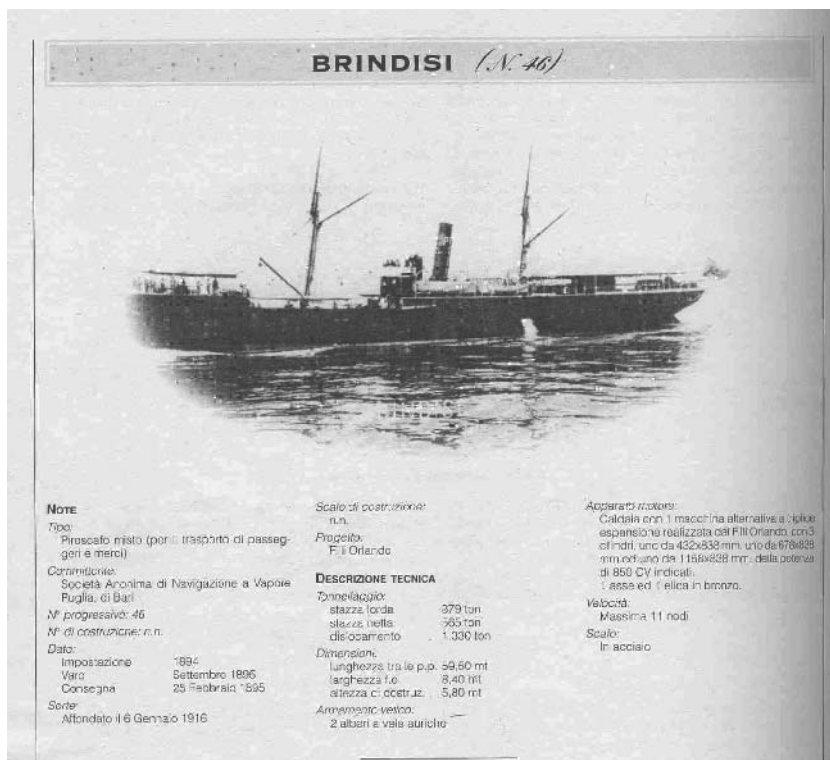 BRINDISI (N. 46)
BRINDISI
NOTE
Tipo:
Piroscafo misto (per il trasporto di passeg-
geri e merci)
Committente:
Società Anonima di Navigazione a Vapore
Puglia, di Bari
N° progressivo: 46
N° di costruzione: n.n.
Data:
Impostazione 1894
Varo Settembre 1895
Consegna 25 Febbraio 1895
Sorte:
Affondato il 6 Gennaio 1916
Scalo di costruzione:
n.n.
Progetto:
F.lli Orlando
DESCRIZIONE TECNICA
Tonnellaggio:
stazza lorda 879 ton
stazza netta 565 ton
dislocamento 1.330 ton
Dimensioni:
lunghezza tra le p.p. 59,50 mt
larghezza f.o. 8,40 mt
altezza di costruz. 5,80 mt
Armamento velico:
2 alberi a vele auriche
Apparato motore:
Caldaia con 1 macchina alternativa a triplice
espansione realizzata dai F.lli Orlando, con 3
cilindri, uno da 432x838 mm, uno da 678x838
mm ed uno da 1168x838 mm. della potenza
di 850 CV indicati.
1 asse ed 1 elica in bronzo.
Velocità:
Massima 11 nodi
Scafo:
In acciaio